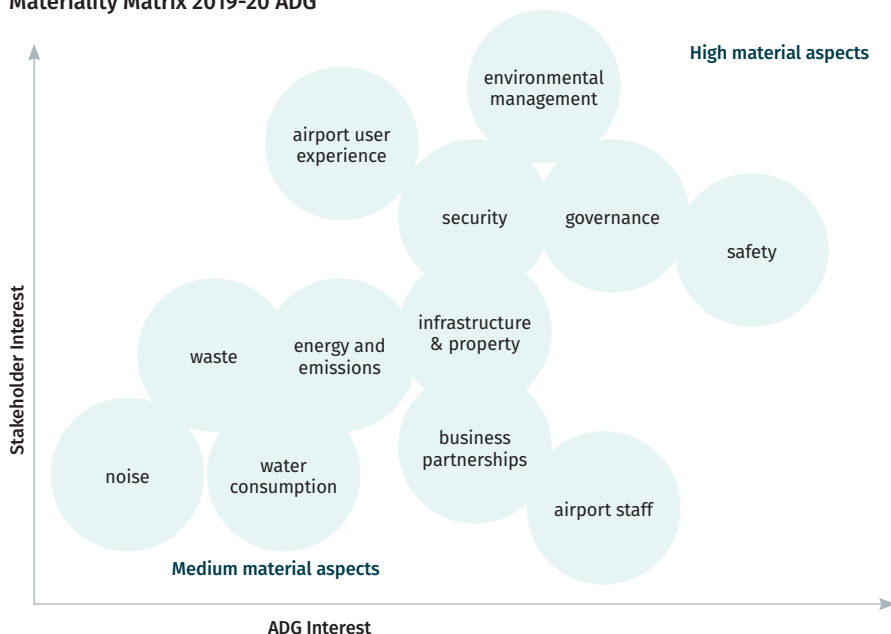 Materiality Matrix 2019-20 ADG
High material aspects
environmental
management
airport user
experience
security
governance
safety
infrastructure
& property
energy and
emissions
waste
business
partnerships
water
consumption
noise
airport staff
Medium material aspects
Stakeholder Interest
ADG Interest